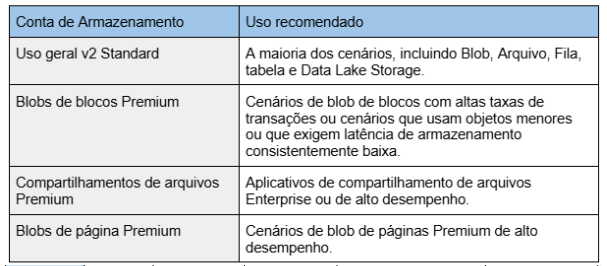 Conta de Armazenamento
Uso recomendado
Uso geral v2 Standard
A maioria dos cenários, incluindo Blob, Arquivo, Fila,
tabela e Data Lake Storage.
Blobs de blocos Premium
Cenários de blob de blocos com altas taxas de
transações ou cenários que usam objetos menores
ou que exigem latência de armazenamento
consistentemente baixa.
Compartilhamentos de arquivos
Premium
Aplicativos de compartilhamento de arquivos
Enterprise ou de alto desempenho.
Blobs de página Premium
Cenários de blob de páginas Premium de alto
desempenho.